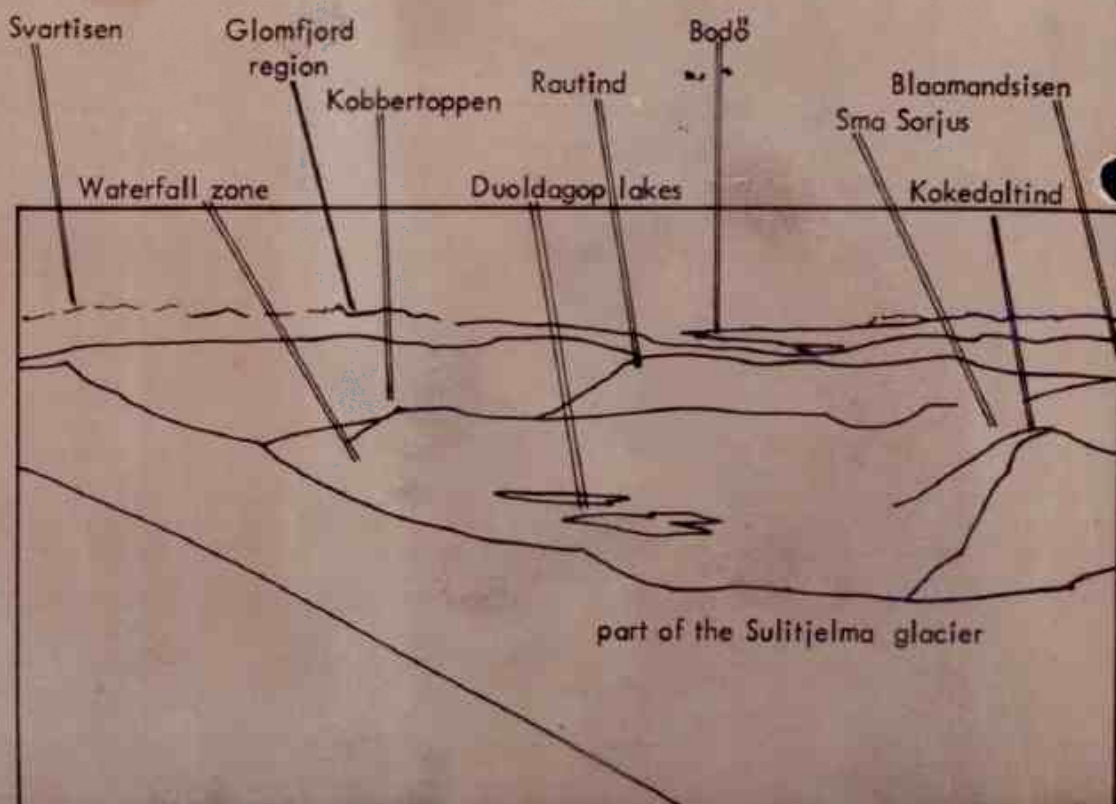 Svartisen
Glomfjord
region
Kobbertoppen
Rautind
Bodö
Blaamandsisen
Sma Sorjus
Waterfall zone
Duoldagop lakes
Kokedaltind
part of the Sulitjelma glacier